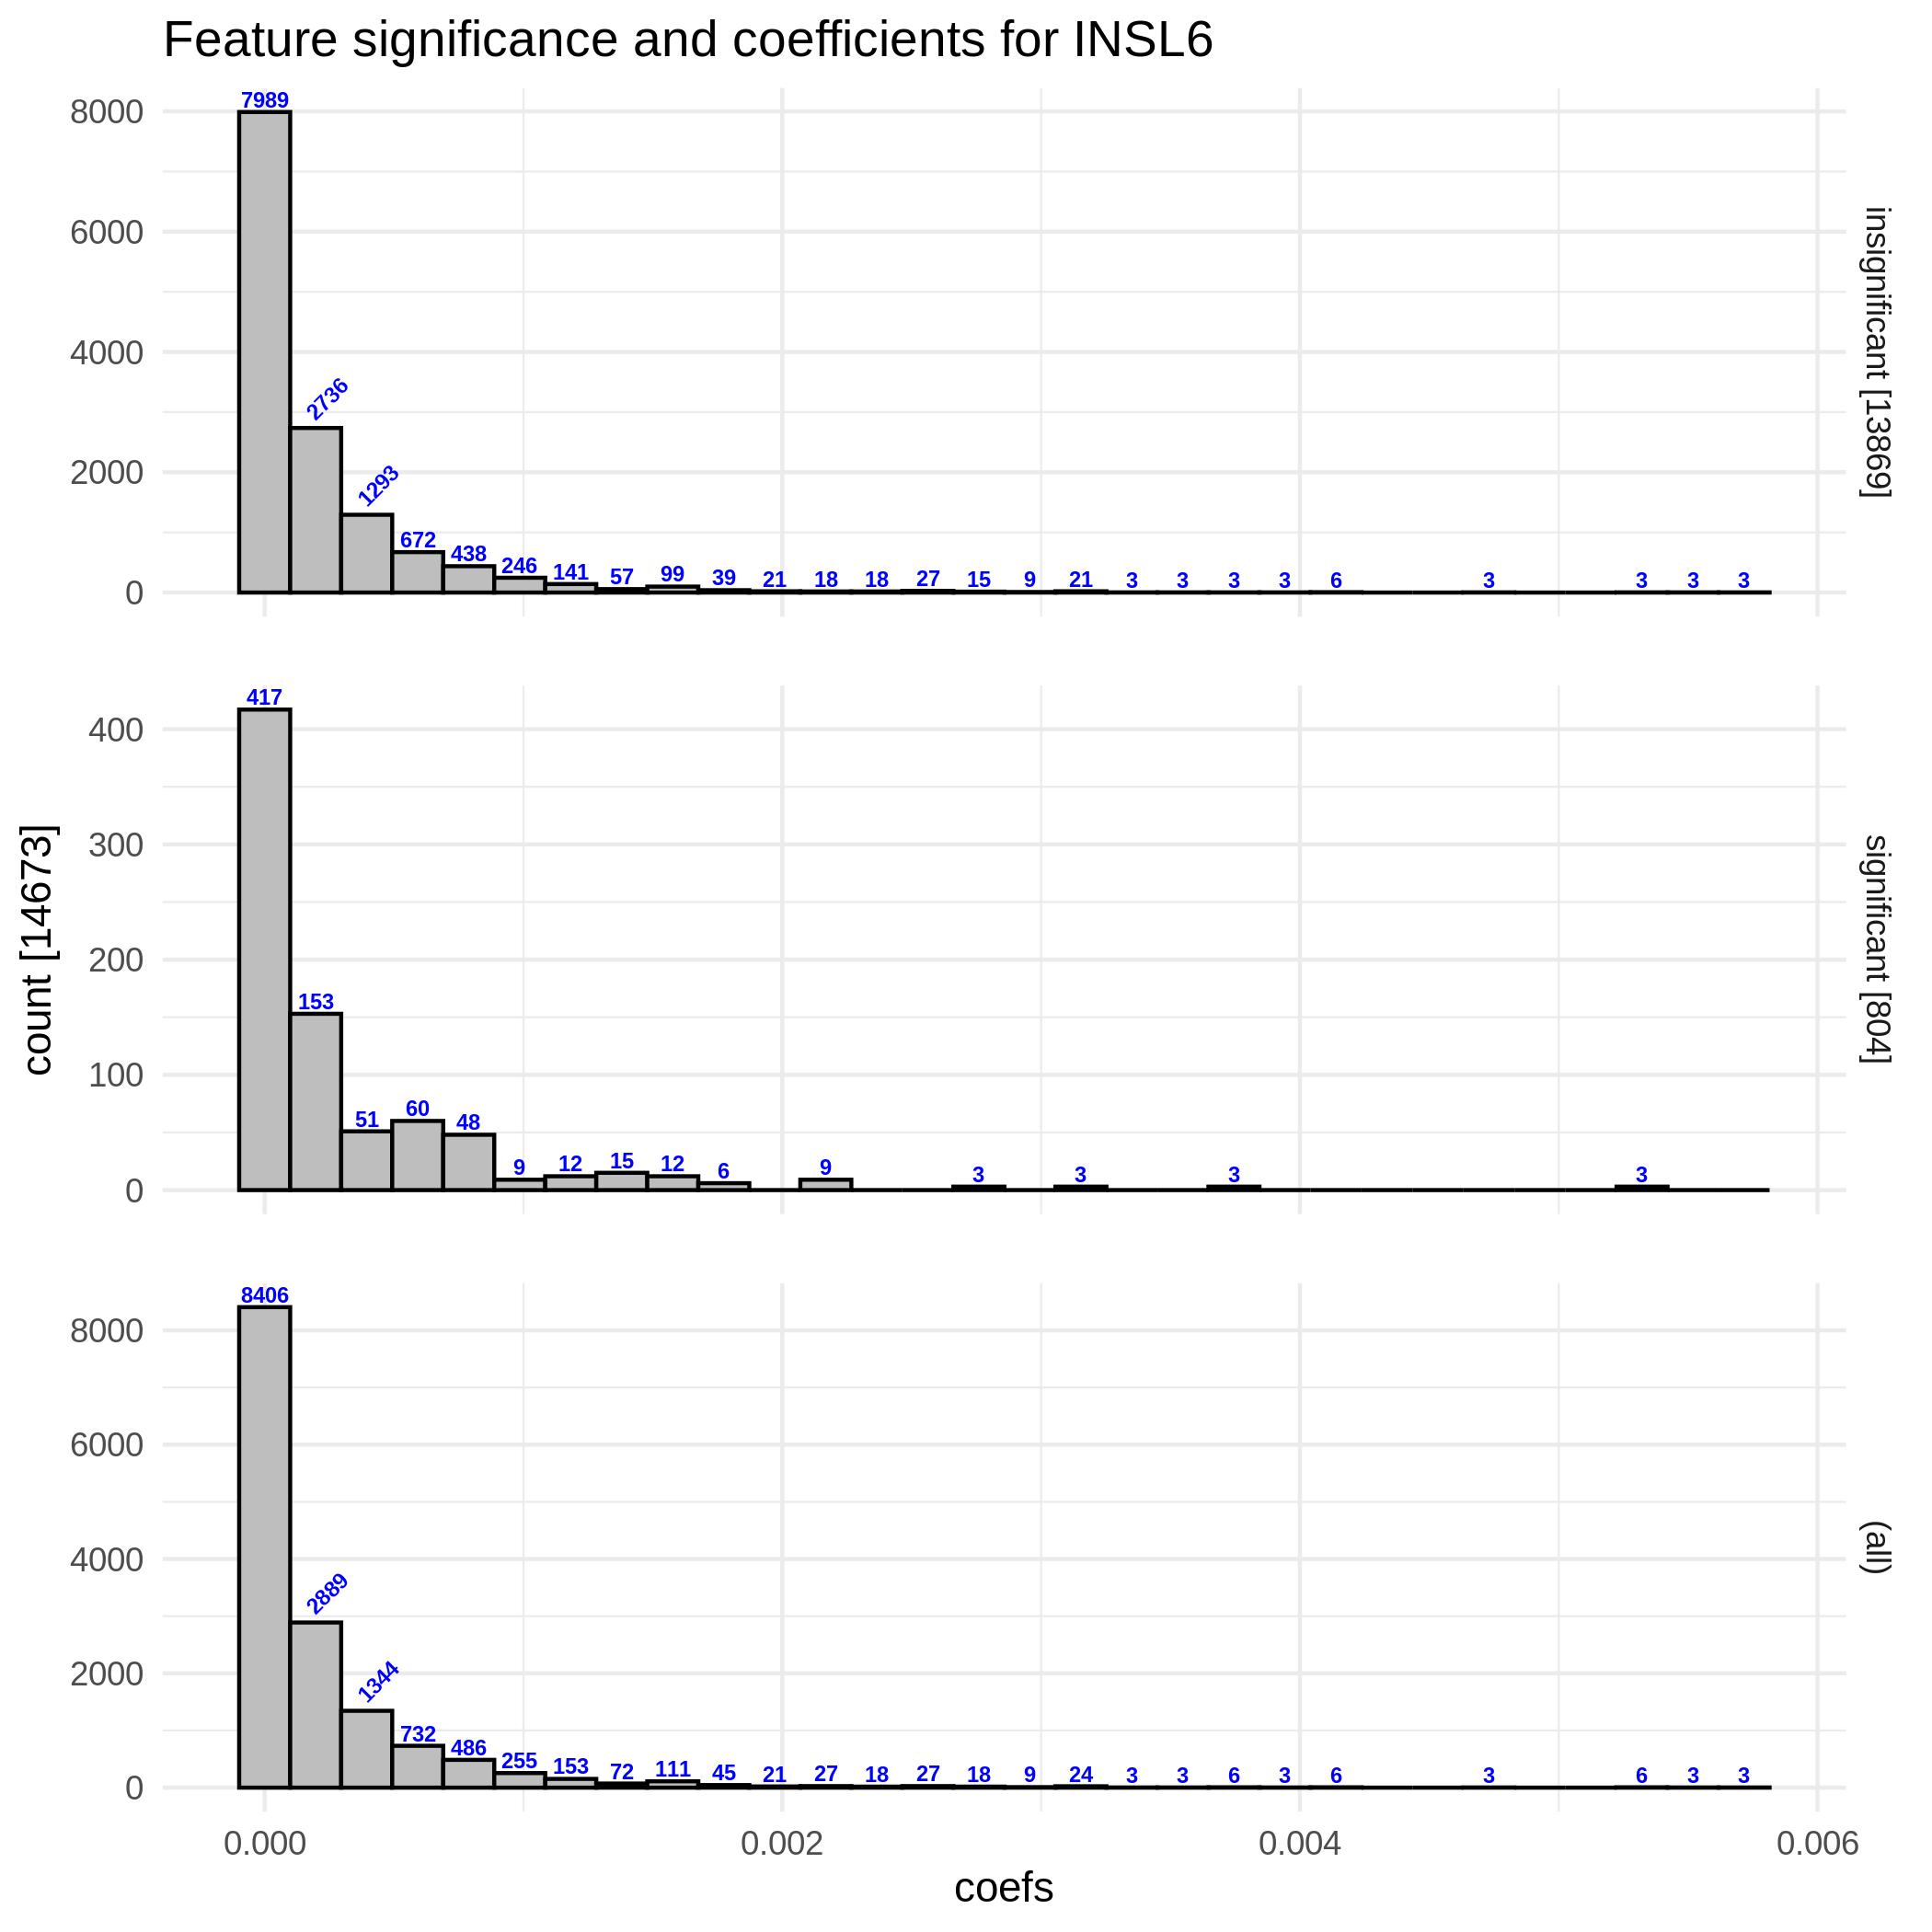 Feature significance and coefficients for INSL6
7989
8000
6000
4000
2736
2000
1293
672 438 246 141 57 99 39 21 18 18 27 15 9 21 3 3 3 3 6 3 3 3 3
0
insignificant [13869]
417
400
300
200
153
100
51 60 48 9 12 15 12 6 9 3 3 3 3
0
significant [804]
count [14673]
8406
8000
6000
4000
2889
2000
1344
732 486 255 153 72 111 45 21 27 18 27 18 9 24 3 3 6 3 6 3 6 3 3
0
(all)
0.000 0.002 0.004 0.006
coefs